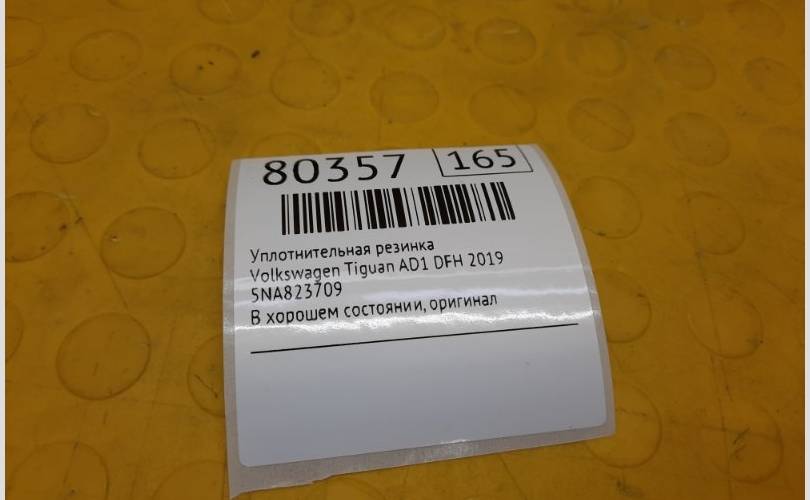 80357 165
Уплотнительная резинка
Volkswagen Tiguan AD1 DFH 2019
5NA823709
В хорошем состоянии, оригинал